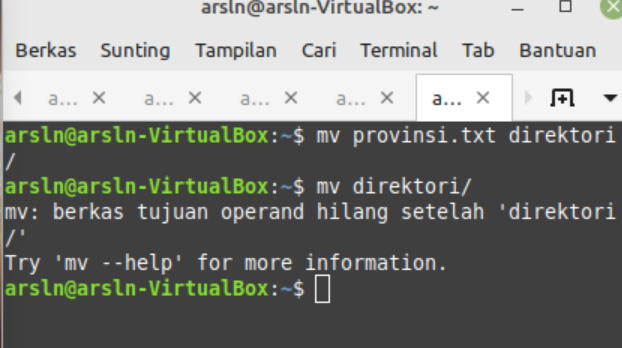 arsln@arsln-VirtualBox: ~
Berkas Sunting Tampilan Cari Terminal Tab Bantuan
a... a... a... a... a...
arsln@arsln-VirtualBox:~$ mv provinsi.txt direktori
/
arsln@arsln-VirtualBox:~$ mv direktori/
mv: berkas tujuan operand hilang setelah 'direktori
/'
Try 'mv --help' for more information.
arsln@arsln-VirtualBox:~$